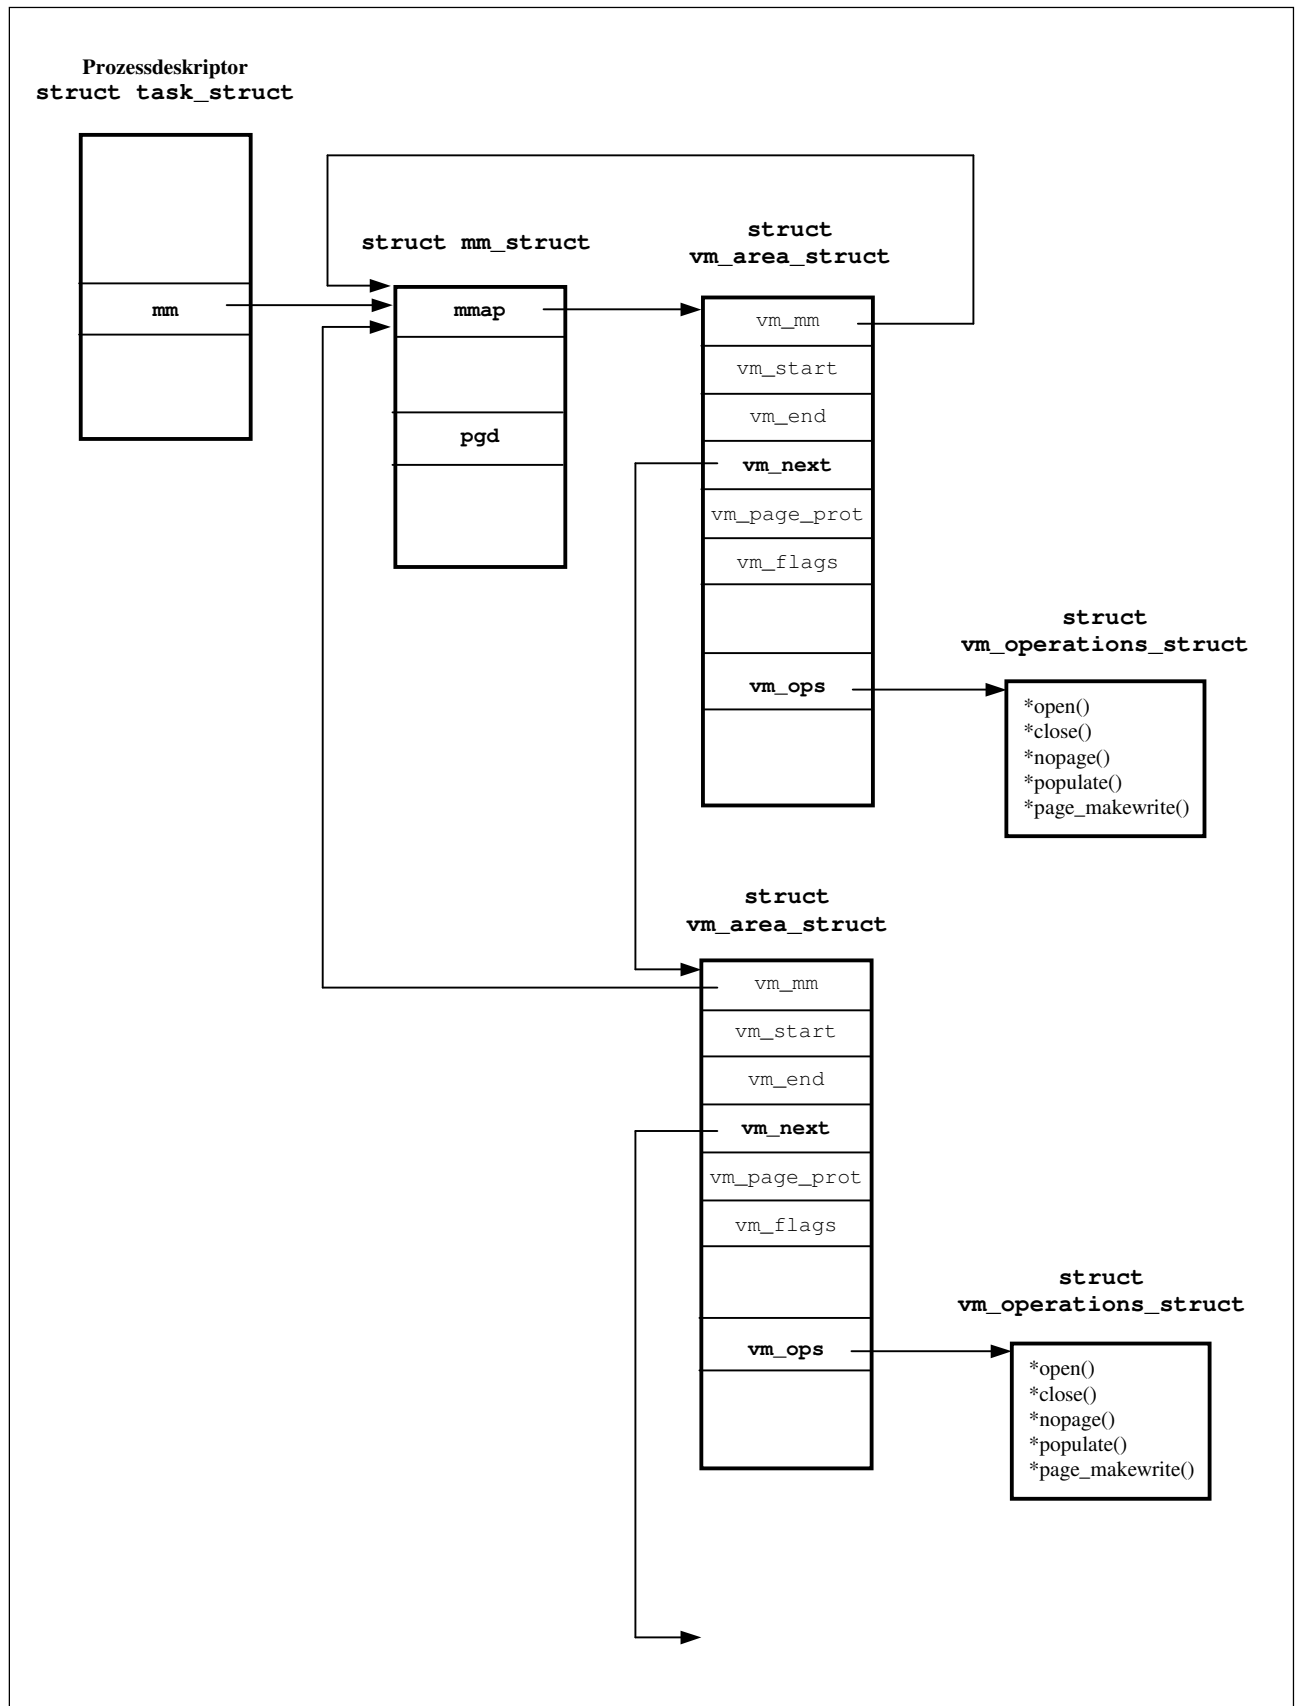 Prozessdeskriptor
struct task_struct
mm
struct mm_struct
mmap
pgd
struct
vm_area_struct
vm_mm
vm_start
vm_end
vm_next
vm_page_prot
vm_flags
vm_ops
struct
vm_operations_struct
*open()
*close()
*nopage()
*populate()
*page_makewrite()
struct
vm_area_struct
vm_mm
vm_start
vm_end
vm_next
vm_page_prot
vm_flags
vm_ops
struct
vm_operations_struct
*open()
*close()
*nopage()
*populate()
*page_makewrite()